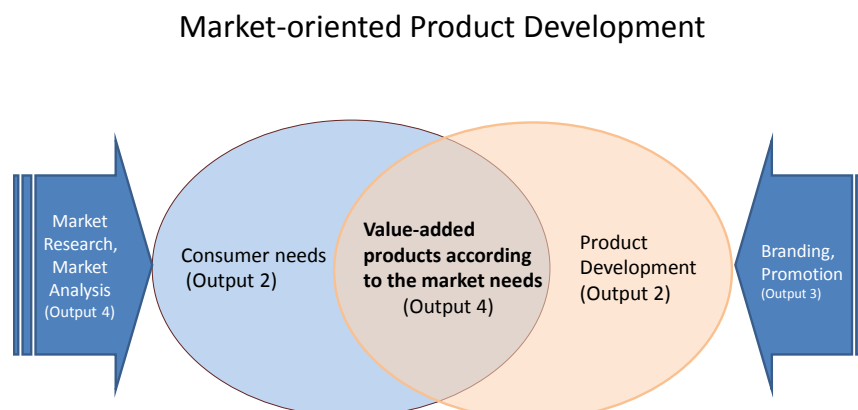 Market-oriented Product Development
Market
Research,
Market
Analysis
(Output 4)
Consumer needs
(Output 2)
Value-added
products according
to the market needs
(Output 4)
Product
Development
(Output 2)
Branding,
Promotion
(Output 3)